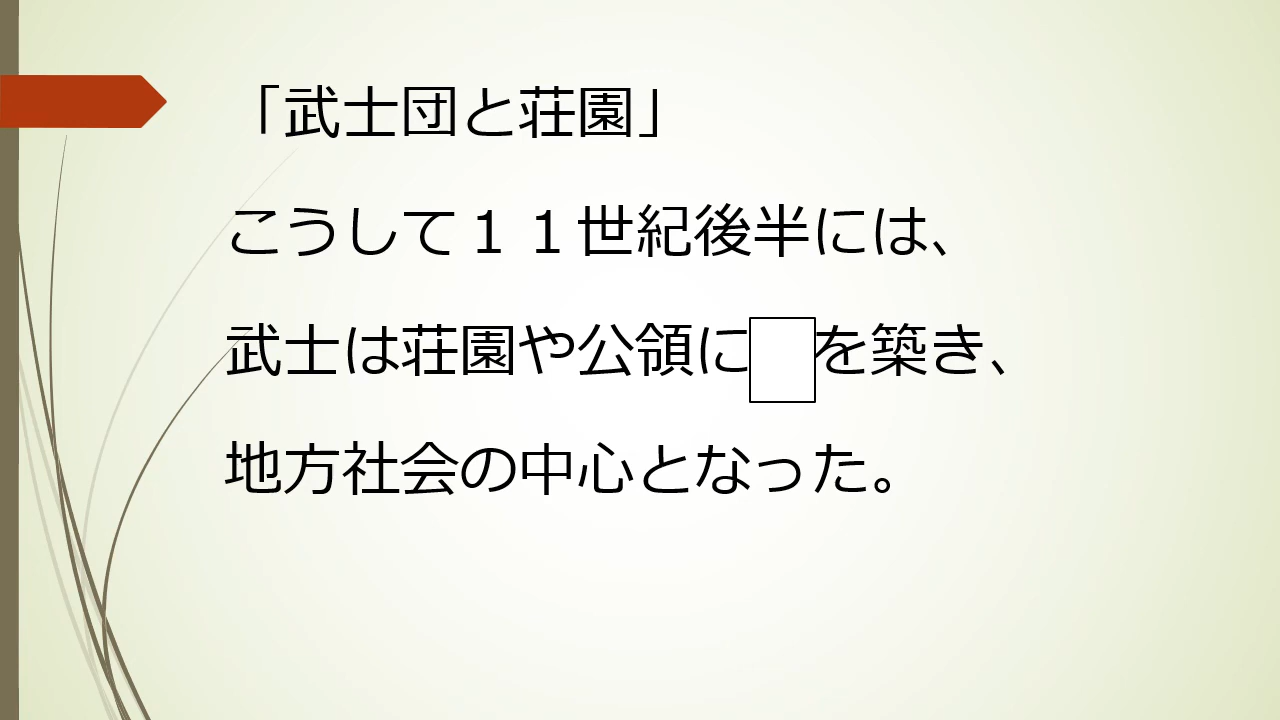 「武士団と荘園」
こうして１１世紀後半には、
武士は荘園や公領に を築き、
地方社会の中心となった。